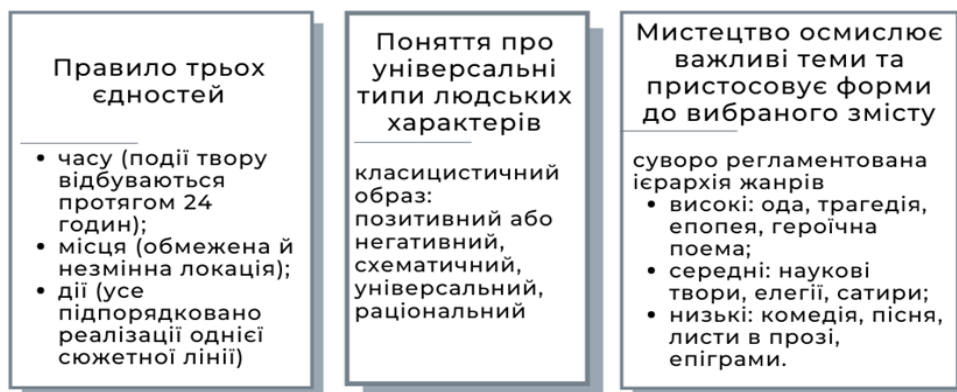 Правило трьох
єдностей
• часу (події твору
відбуваються
протягом 24
годин);
• місця (обмежена й
незмінна локація);
• дії (усе
підпорядковано
реалізації однієї
сюжетної лінії)
Поняття про
універсальні
типи людських
характерів
класицистичний
образ:
позитивний або
негативний,
схематичний,
універсальний,
раціональний
Мистецтво осмислює
важливі теми та
пристосовує форми
до вибраного змісту
суворо регламентована
ієрархія жанрів
• високі: ода, трагедія,
епопея, героїчна
поема;
• середні: наукові
твори, елегії, сатири;
• низькі: комедія, пісня,
листи в прозі,
епіграми.